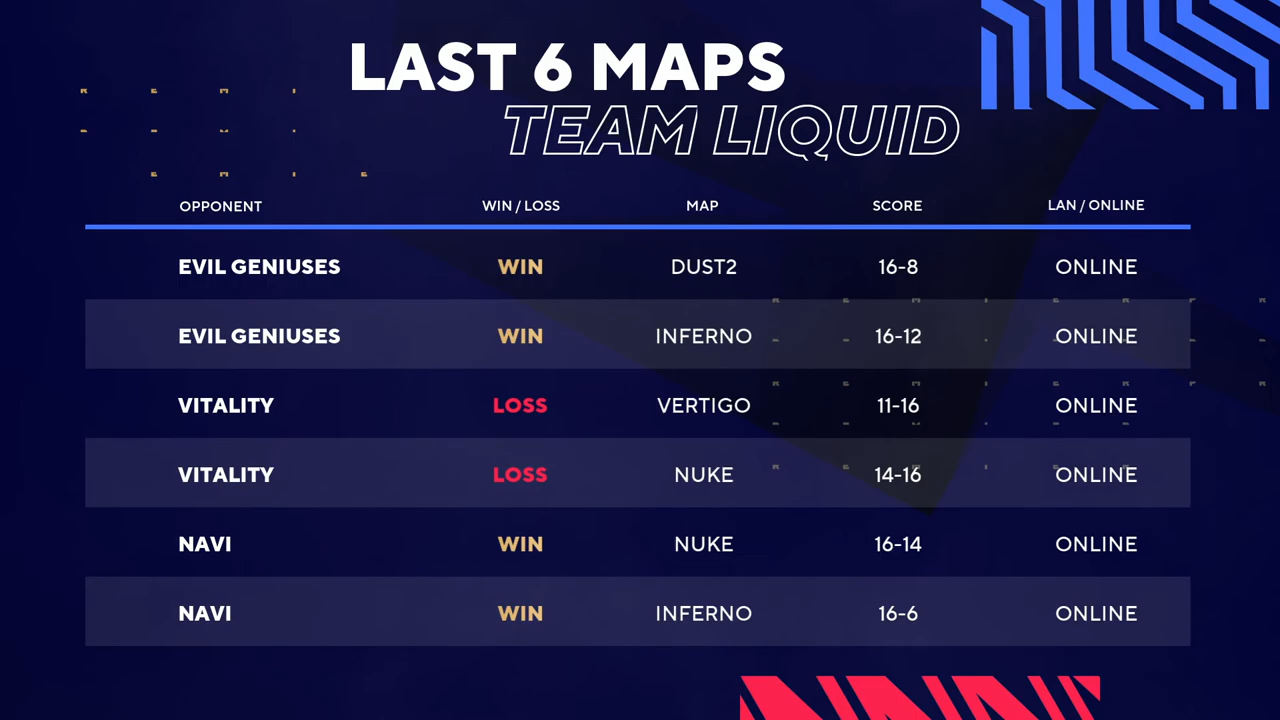 LAST 6 MAPS
TEAM LIQUID
OPPONENT WIN / LOSS MAP SCORE LAN / ONLINE
EVIL GENIUSES WIN DUST2 16-8 ONLINE
EVIL GENIUSES WIN INFERNO 16-12 ONLINE
VITALITY LOSS VERTIGO 11-16 ONLINE
VITALITY LOSS NUKE 14-16 ONLINE
NAVI WIN NUKE 16-14 ONLINE
NAVI WIN INFERNO 16-6 ONLINE